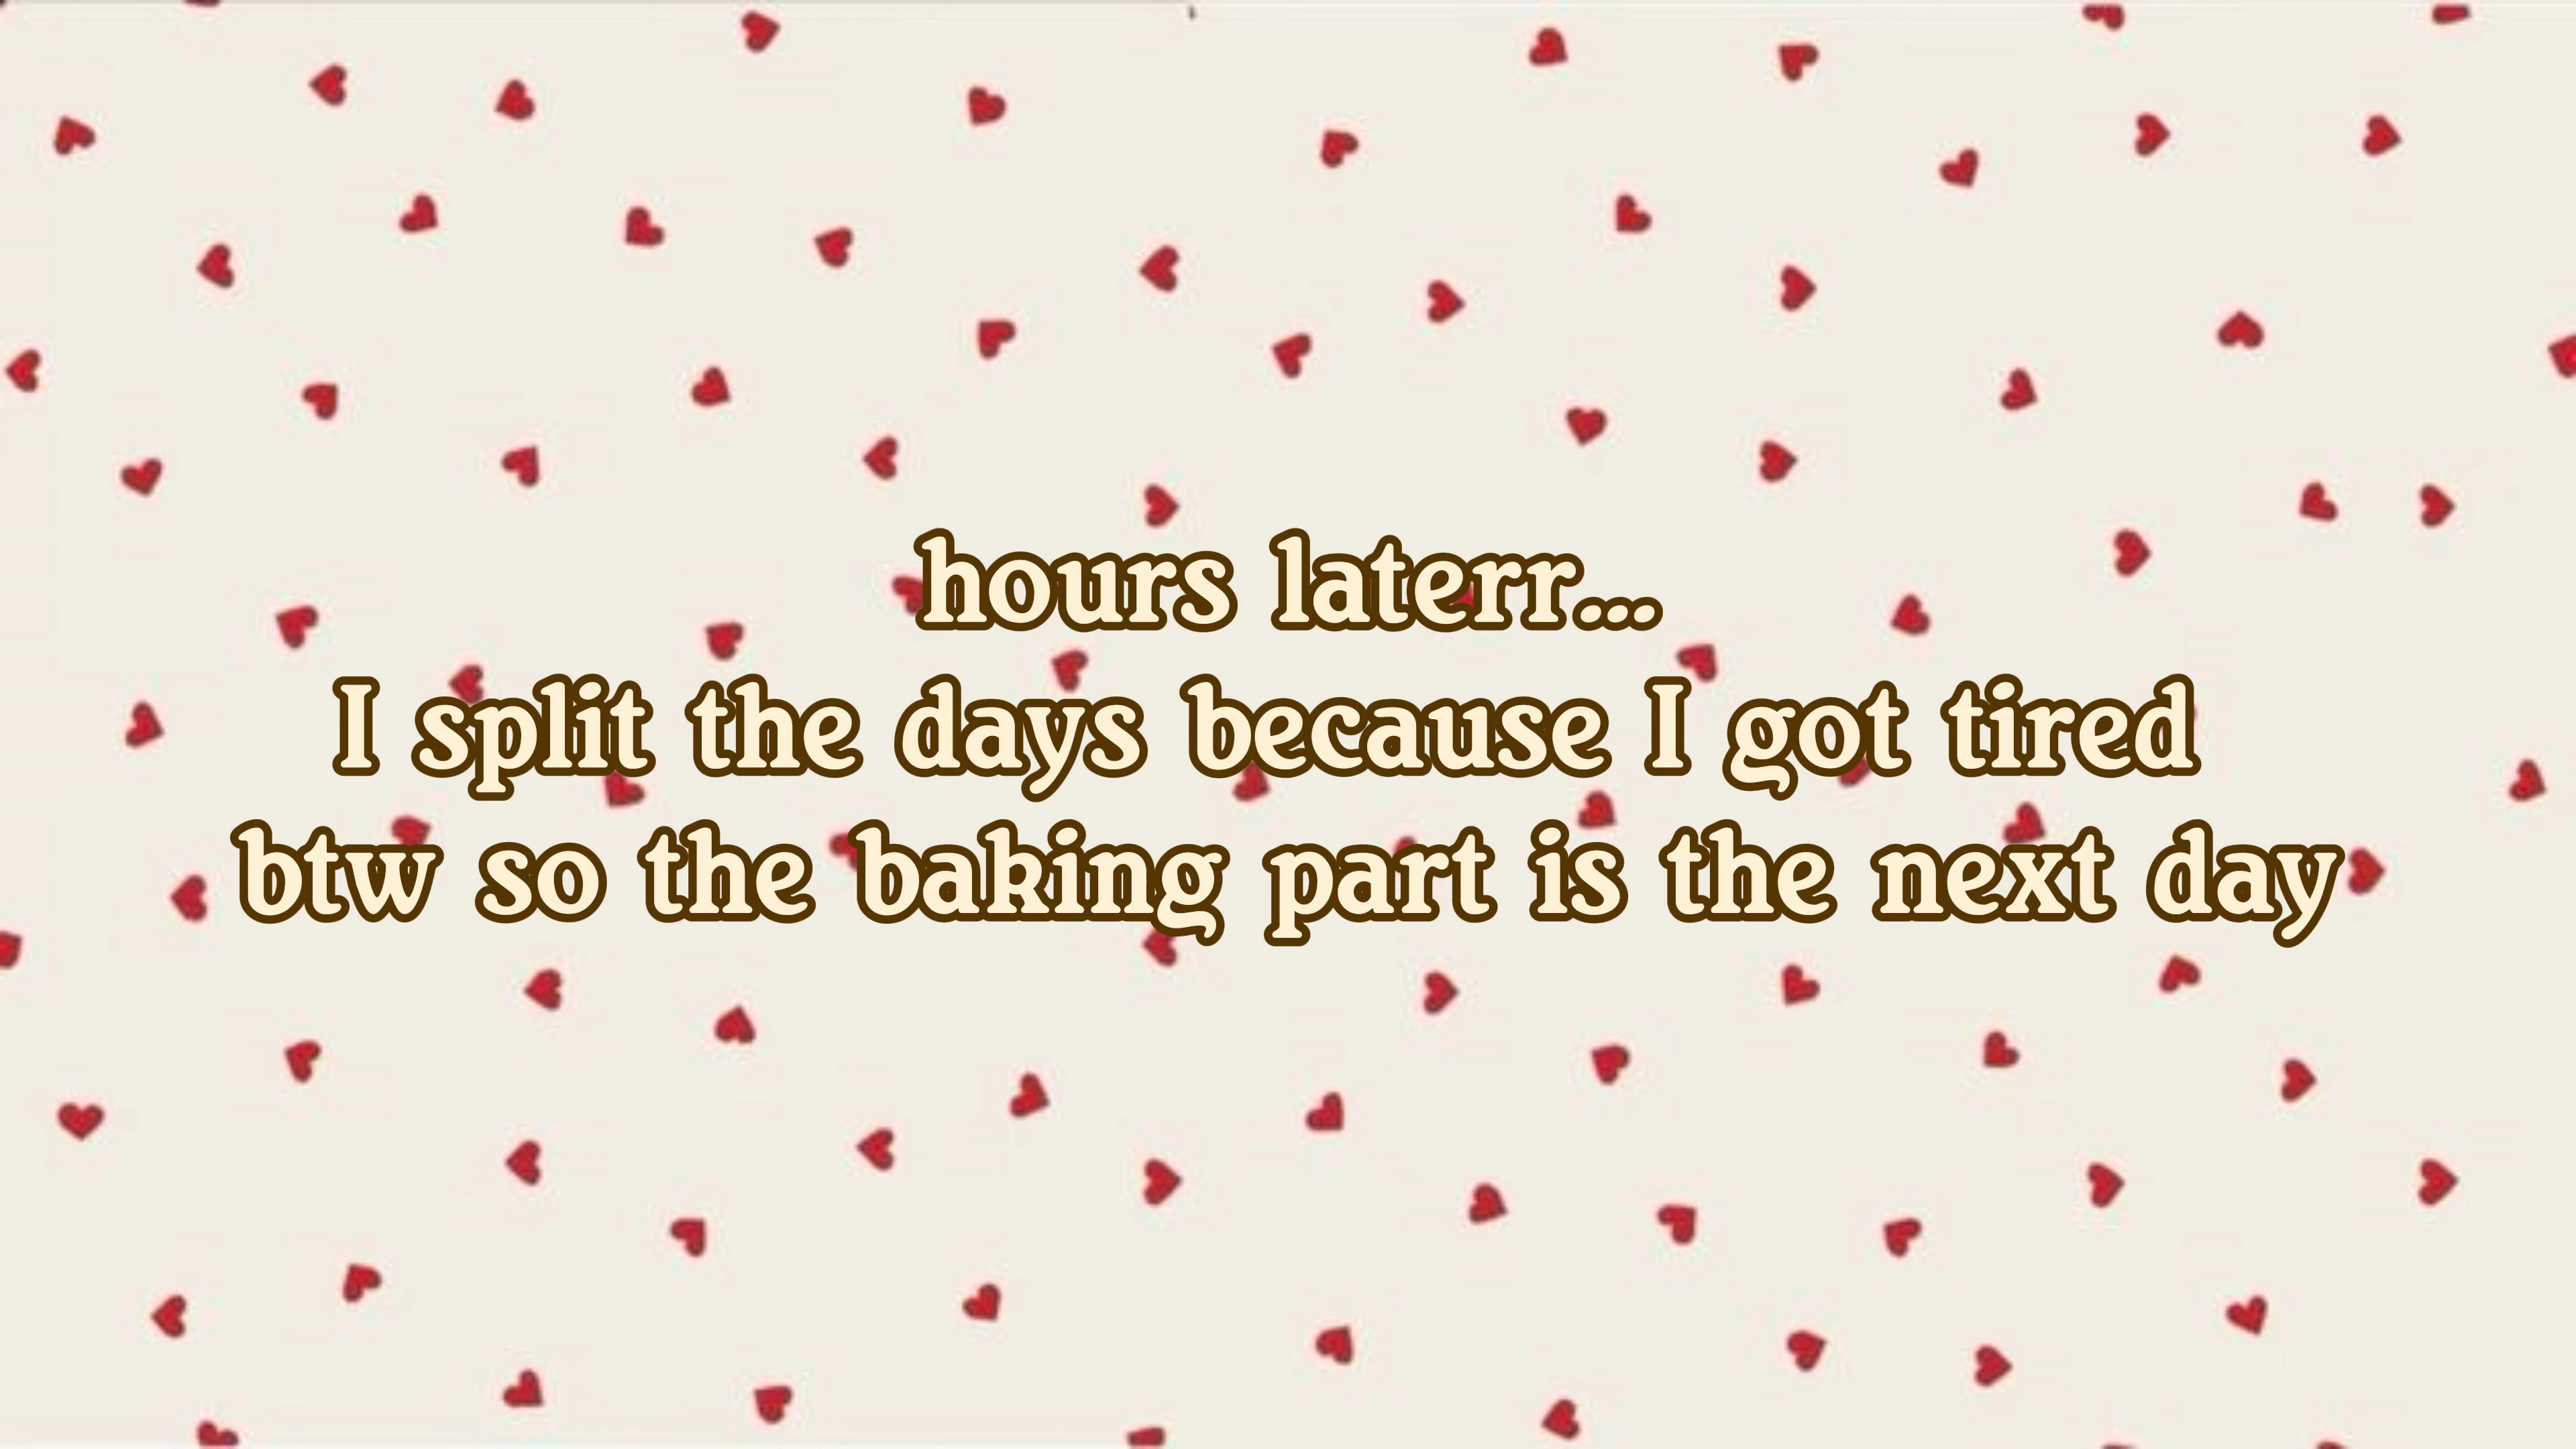 hours laterr...
I split the days because I got tired
btw so the baking part is the next day